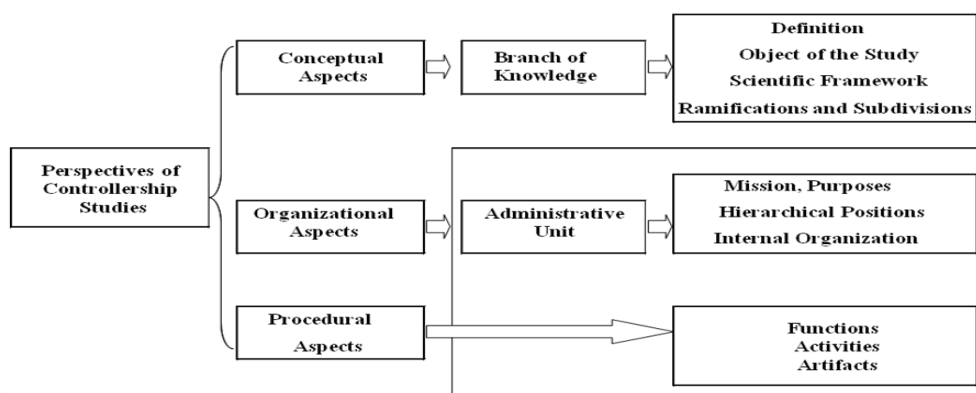 Perspectives of
Controllership
Studies
Conceptual
Aspects
Branch of
Knowledge
Definition
Object of the Study
Scientific Framework
Ramifications and Subdivisions
Organizational
Aspects
Administrative
Unit
Mission, Purposes
Hierarchical Positions
Internal Organization
Procedural
Aspects
Functions
Activities
Artifacts